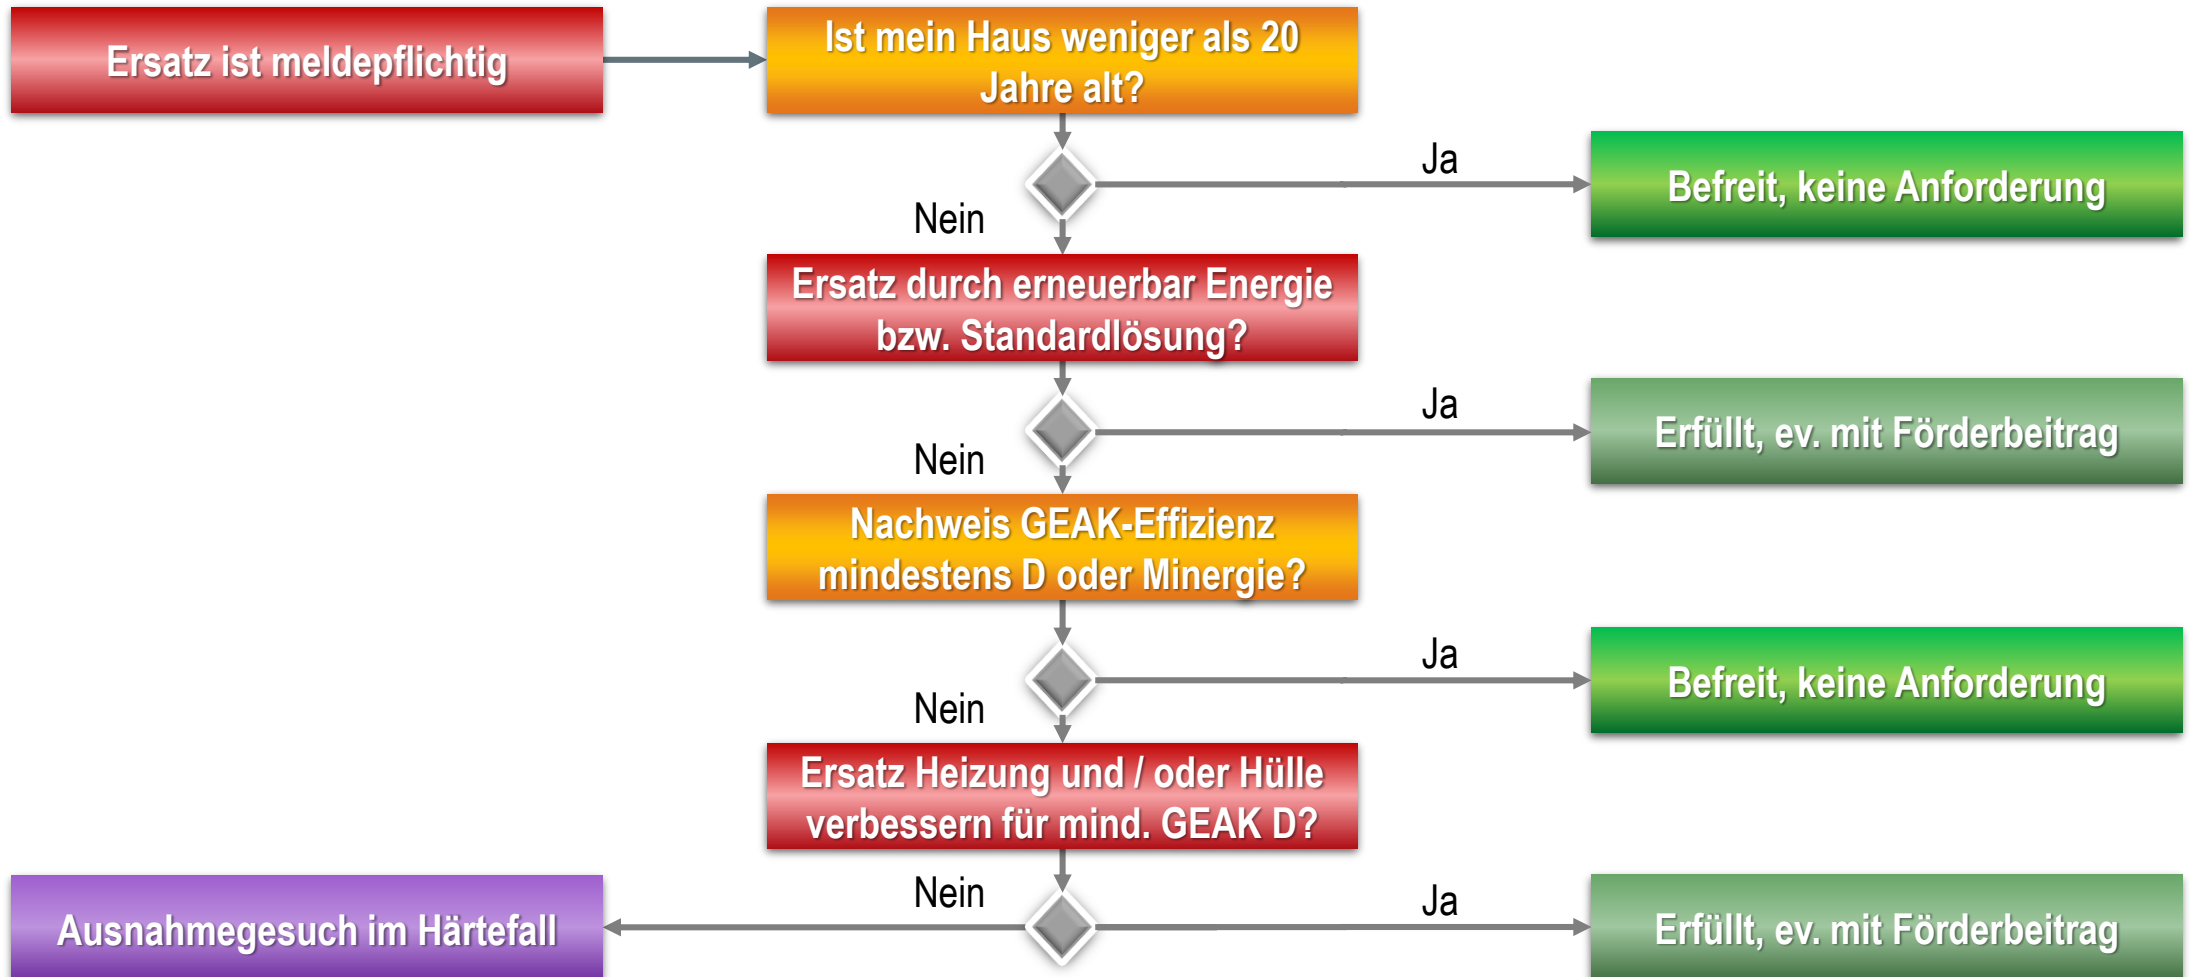 Ersatz ist meldepflichtig
Ist mein Haus weniger als 20
Jahre alt?
Ja
Befreit, keine Anforderung
Nein
Ersatz durch erneuerbar Energie
bzw. Standardlösung?
Ja
Erfüllt, ev. mit Förderbeitrag
Nein
Nachweis GEAK-Effizienz
mindestens D oder Minergie?
Ja
Befreit, keine Anforderung
Nein
Ersatz Heizung und / oder Hülle
verbessern für mind. GEAK D?
Nein
Ausnahmegesuch im Härtefall
Ja
Erfüllt, ev. mit Förderbeitrag